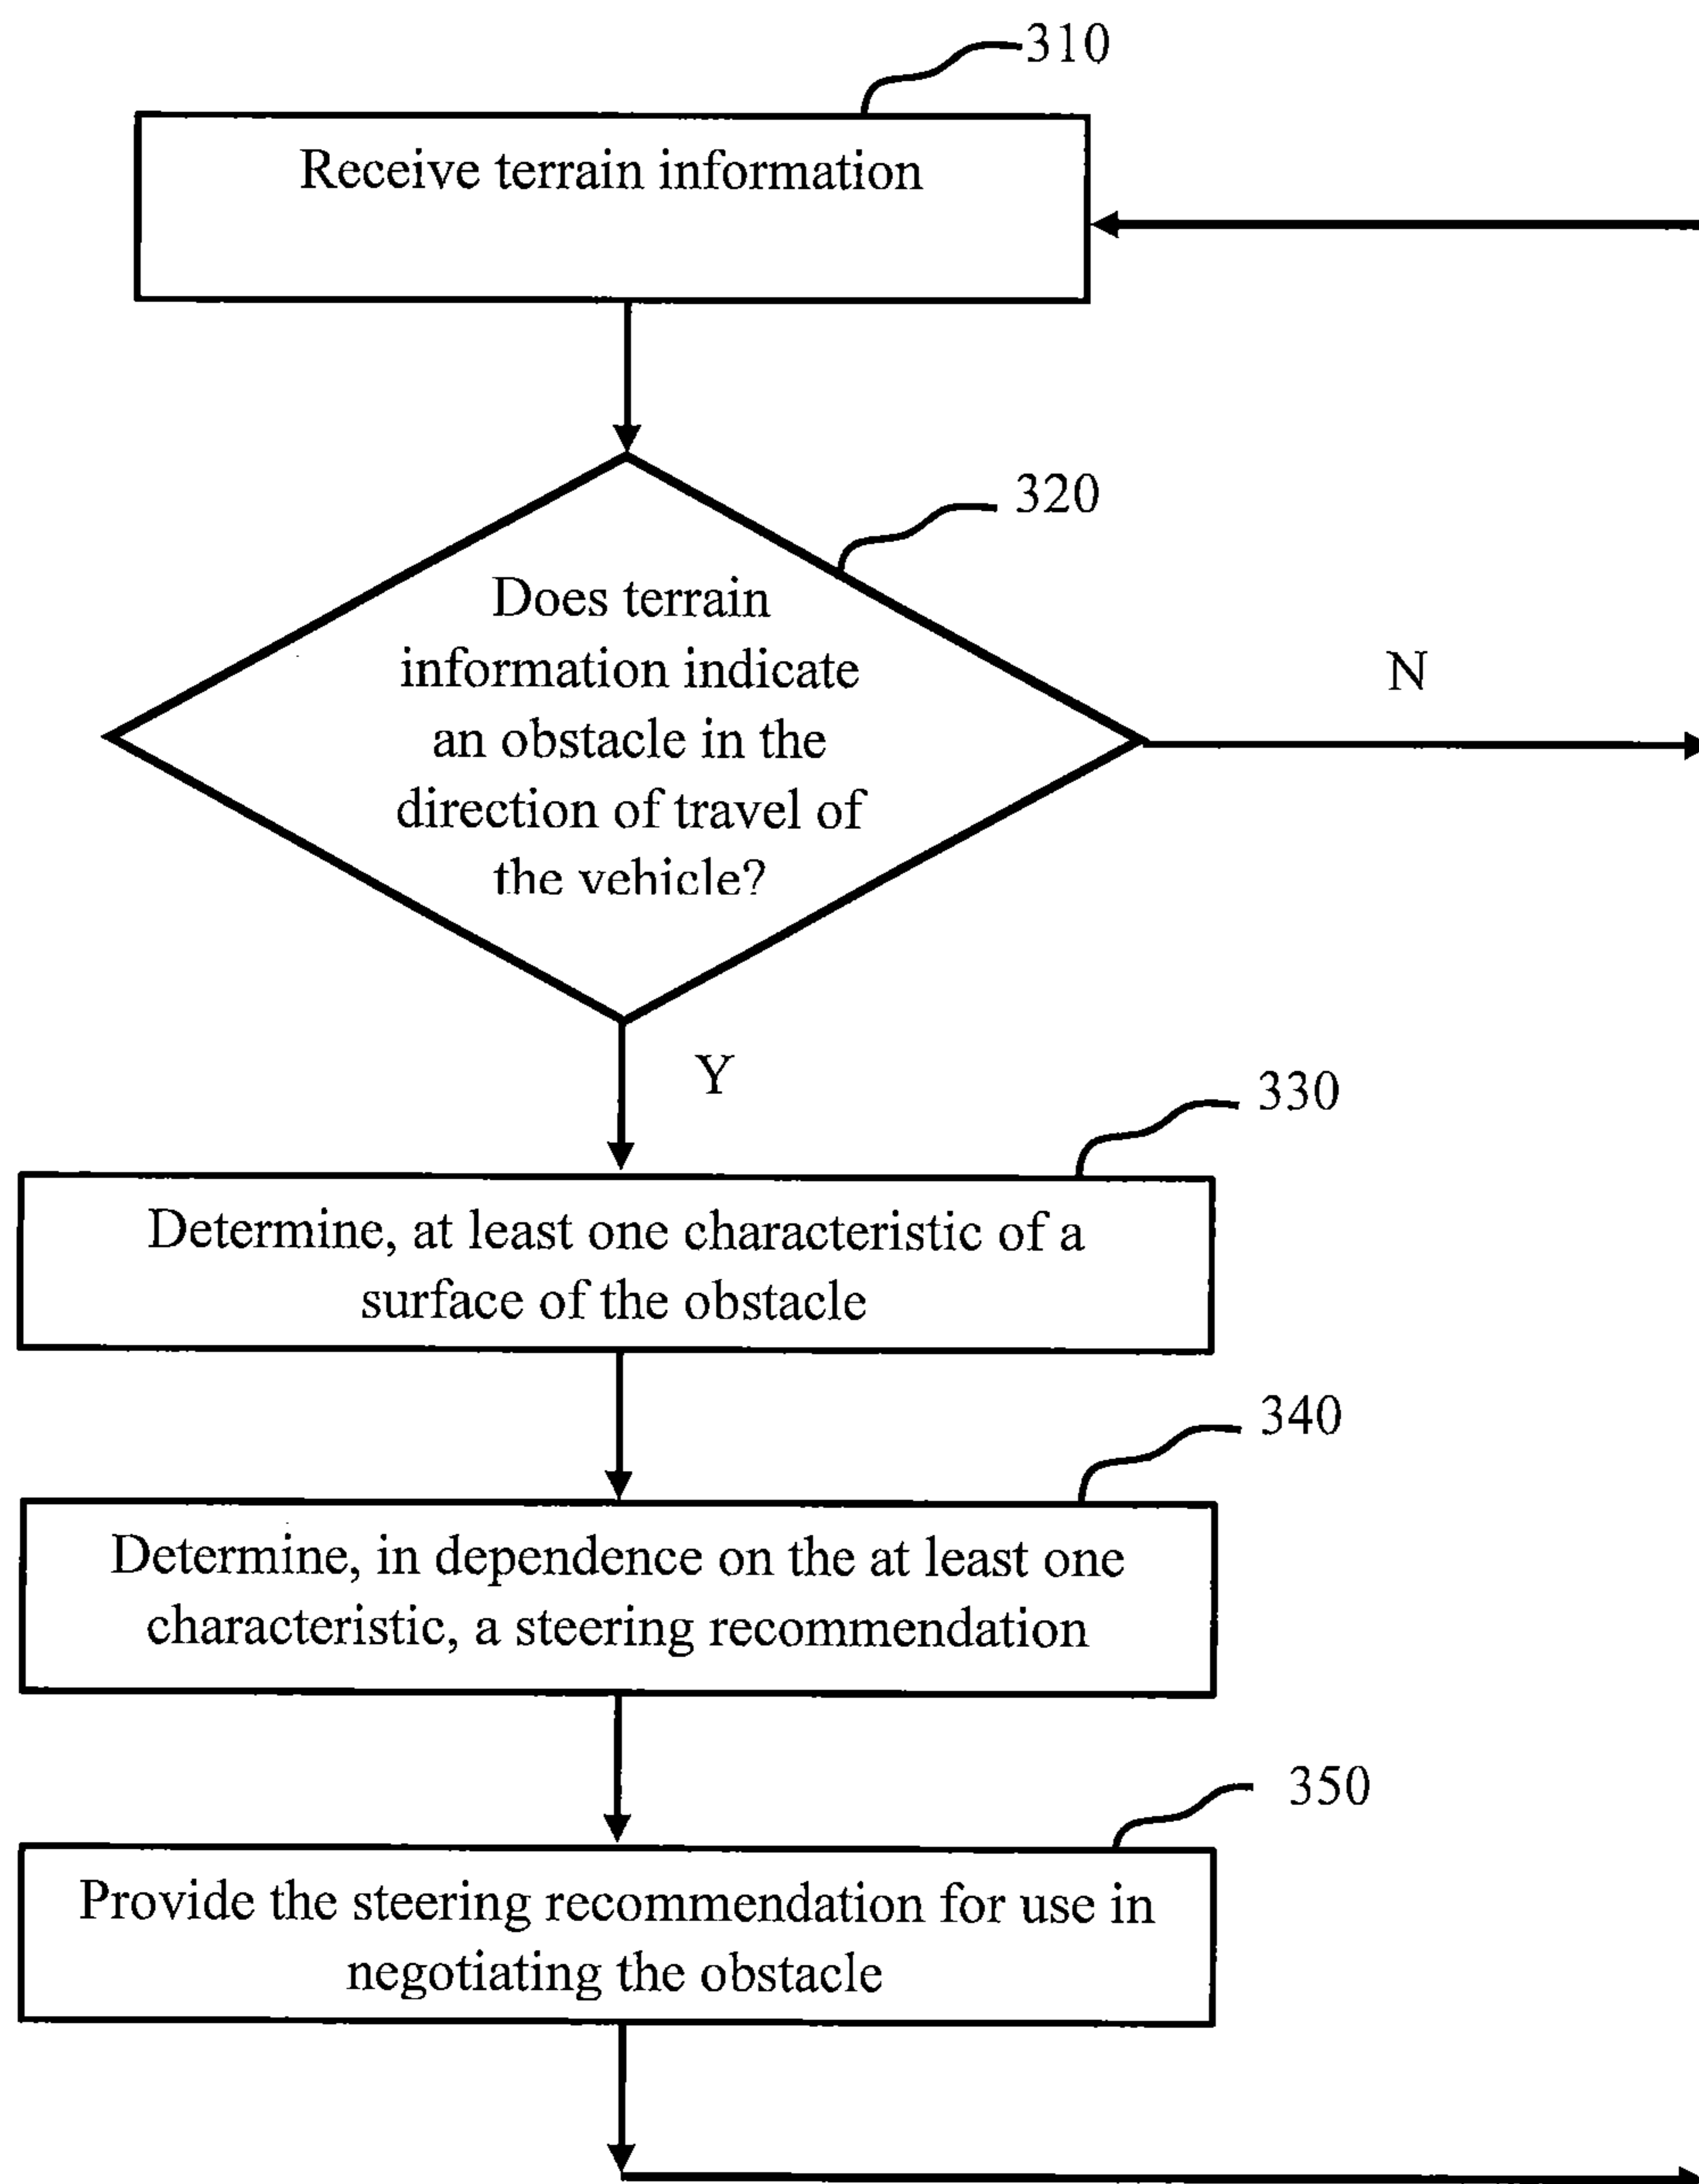 310
Receive terrain information
320
Does terrain
information indicate
an obstacle in the
direction of travel of
the vehicle?
N
Y
330
Determine, at least one characteristic of a
surface of the obstacle
340
Determine, in dependence on the at least one
characteristic, a steering recommendation
350
Provide the steering recommendation for use in
negotiating the obstacle